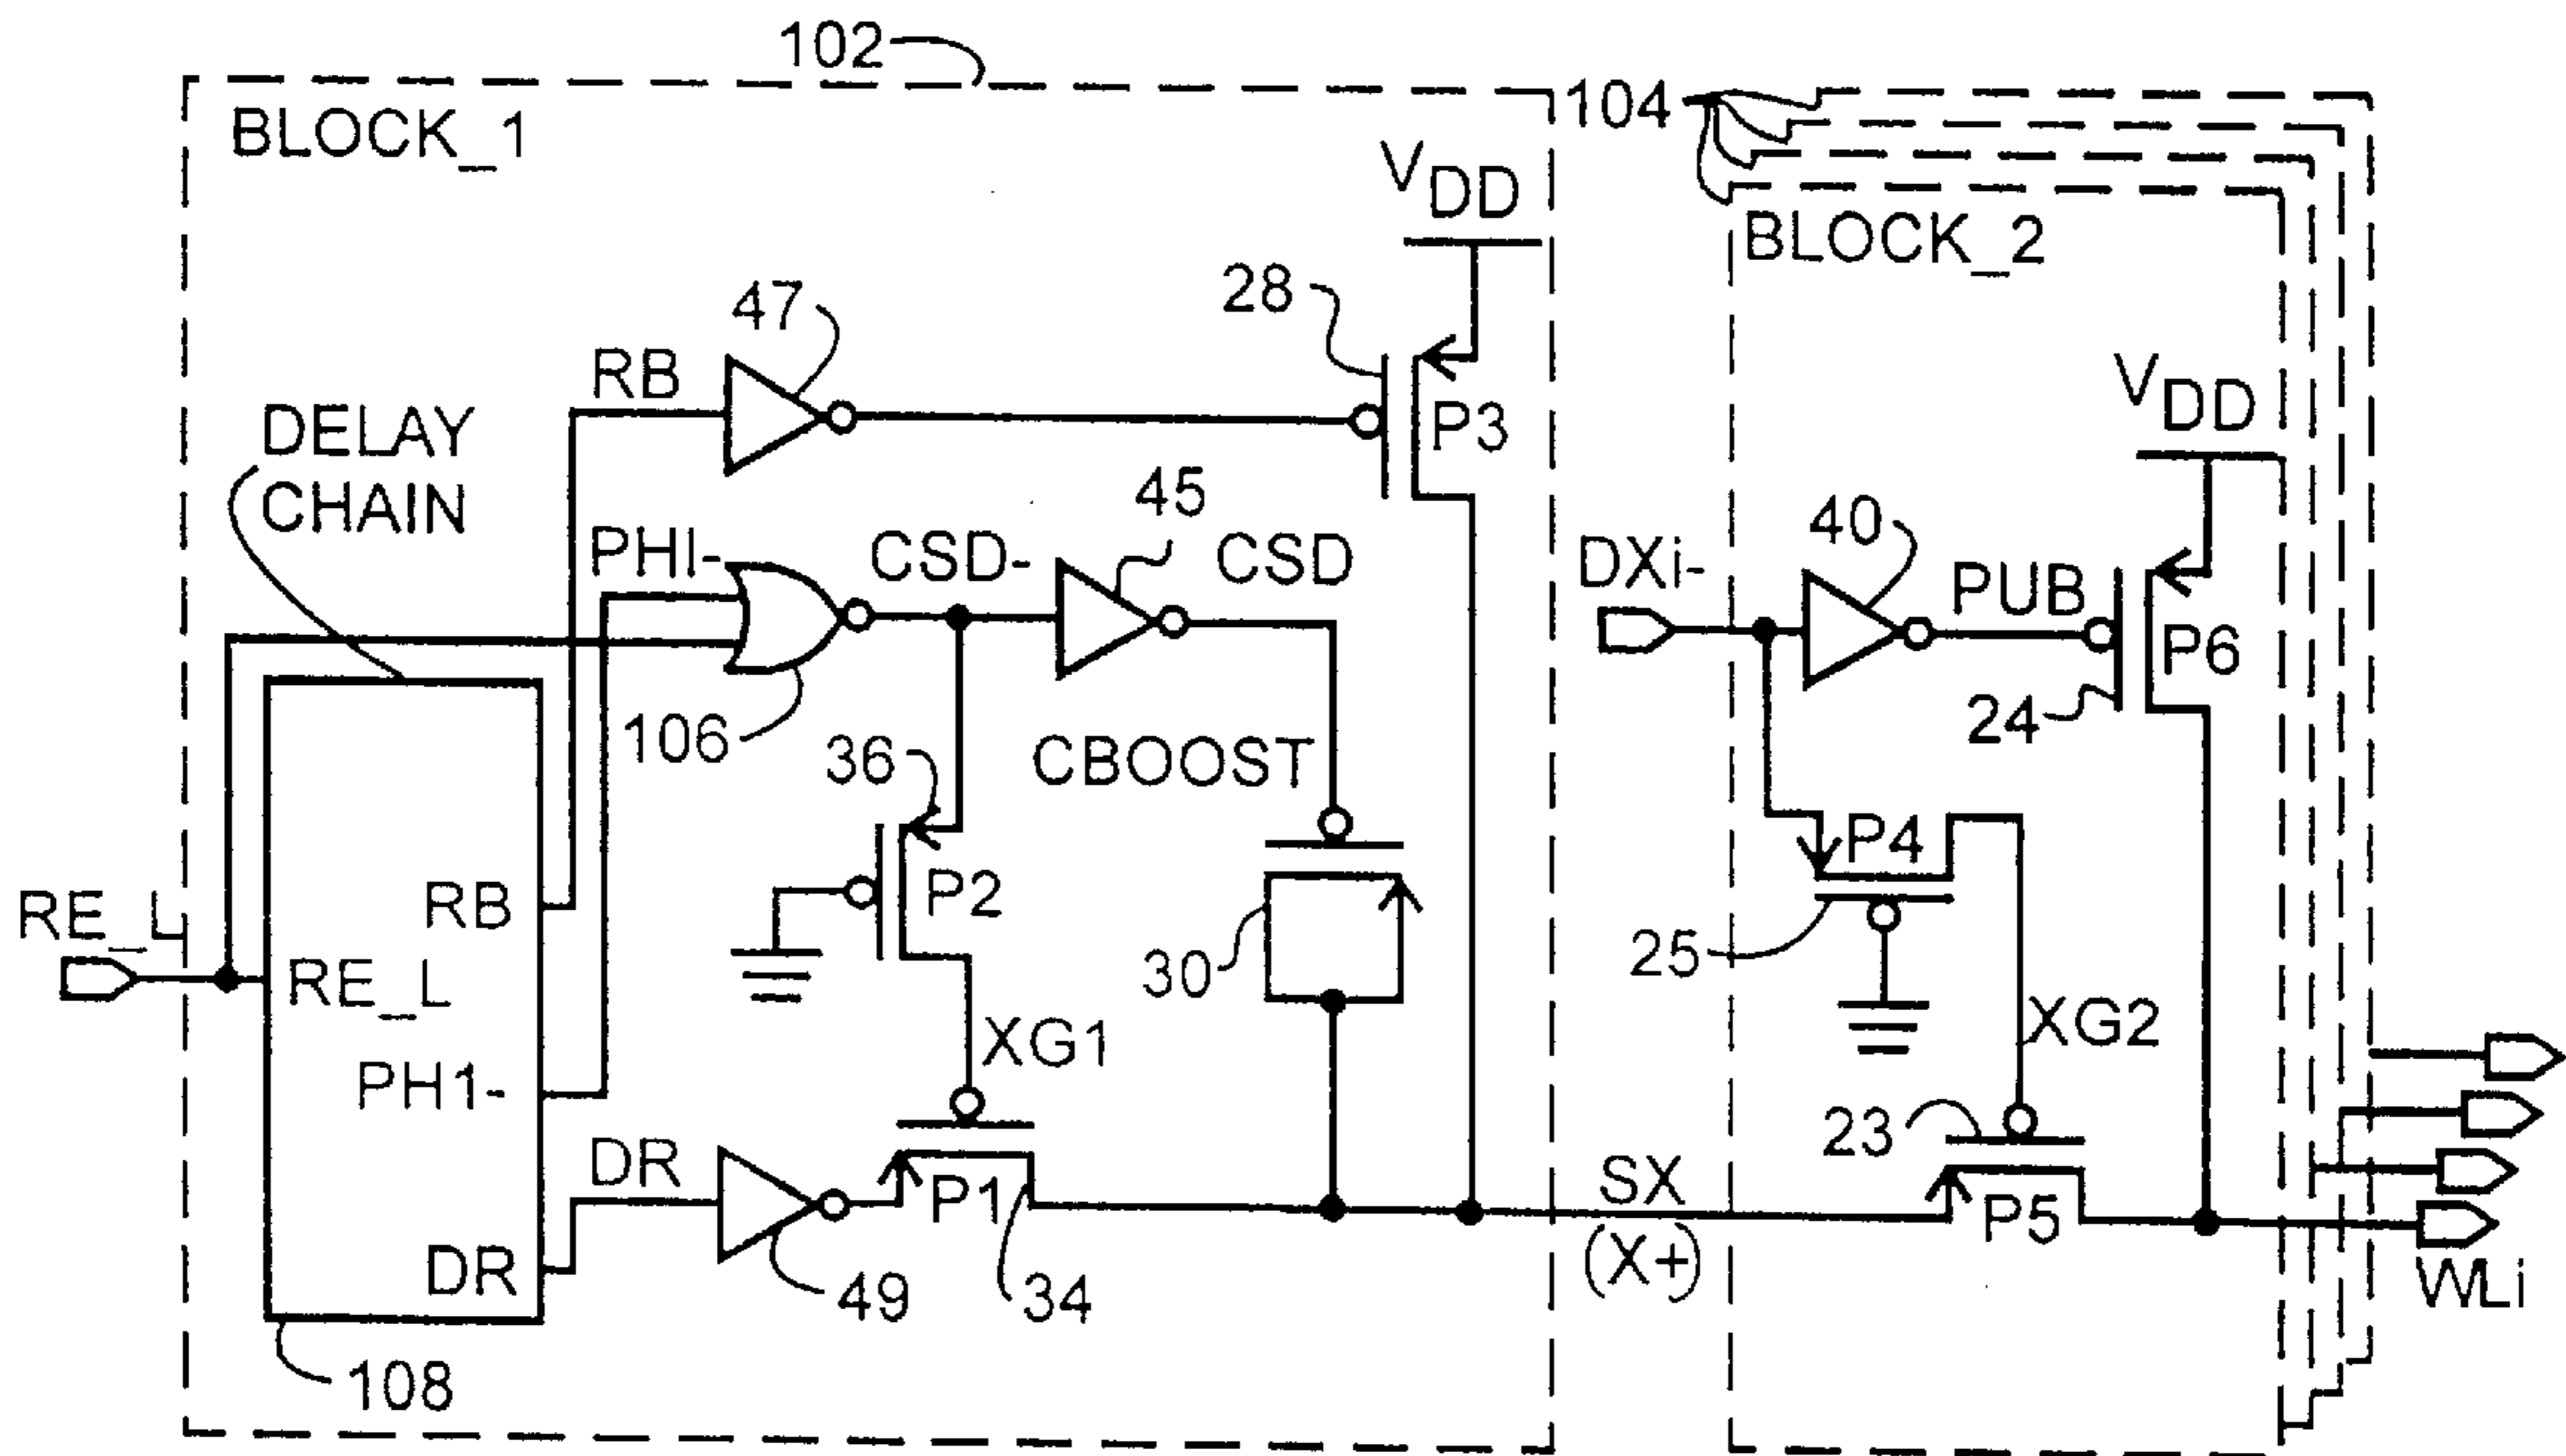 102
BLOCK_1
104
V DD
BLOCK_2
28
47
RB
P3
V DD
DELAY
CHAIN
45
40
PHI-
CSD-
CSD
DXi-
PUB
P6
106
24
36
CBOOST
P4
P2
RE_L
RB
30
25
RE_L
XG1
XG2
PH1-
23
DR
P1
SX
P5
(X+)
DR
49
34
WLi
108